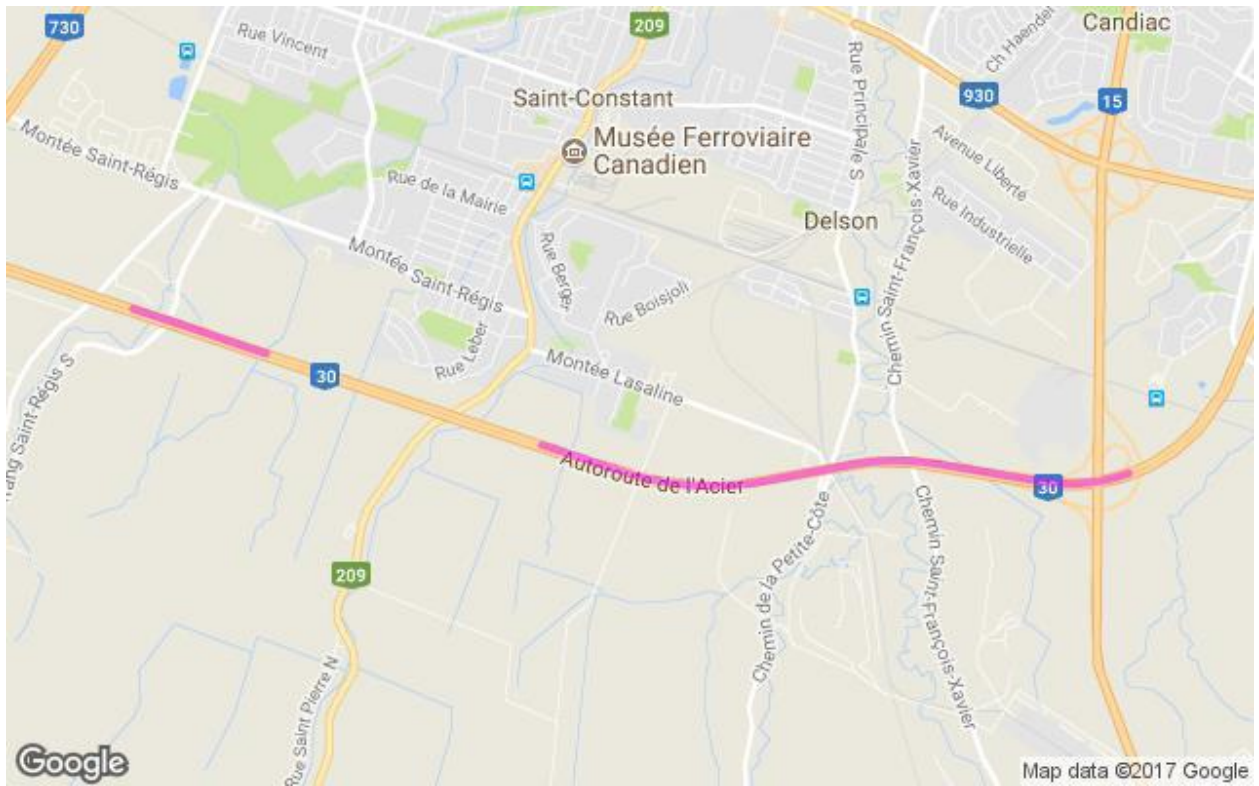 730
209
Candiac
Rue Vincent
Ch Haendel
Rue Principale S
930
15
Saint-Constant
Montée Saint-Régis
Musée Ferroviaire
Canadien
Avenue Liberté
Chemin Saint-François-Xavier
Rue de la Mairie
Rue Industrielle
Delson
Montée Saint-Régis
Rue Berger
Rue Boisjoli
Rue Leber
30
Montée Lasaline
Rang Saint-Régis S
Autoroute de l'Acier
30
209
Chemin de la Petite-Côte
Chemin Saint-François-Xavier
Rue Saint Pierre N
Google
Map data ©2017 Google